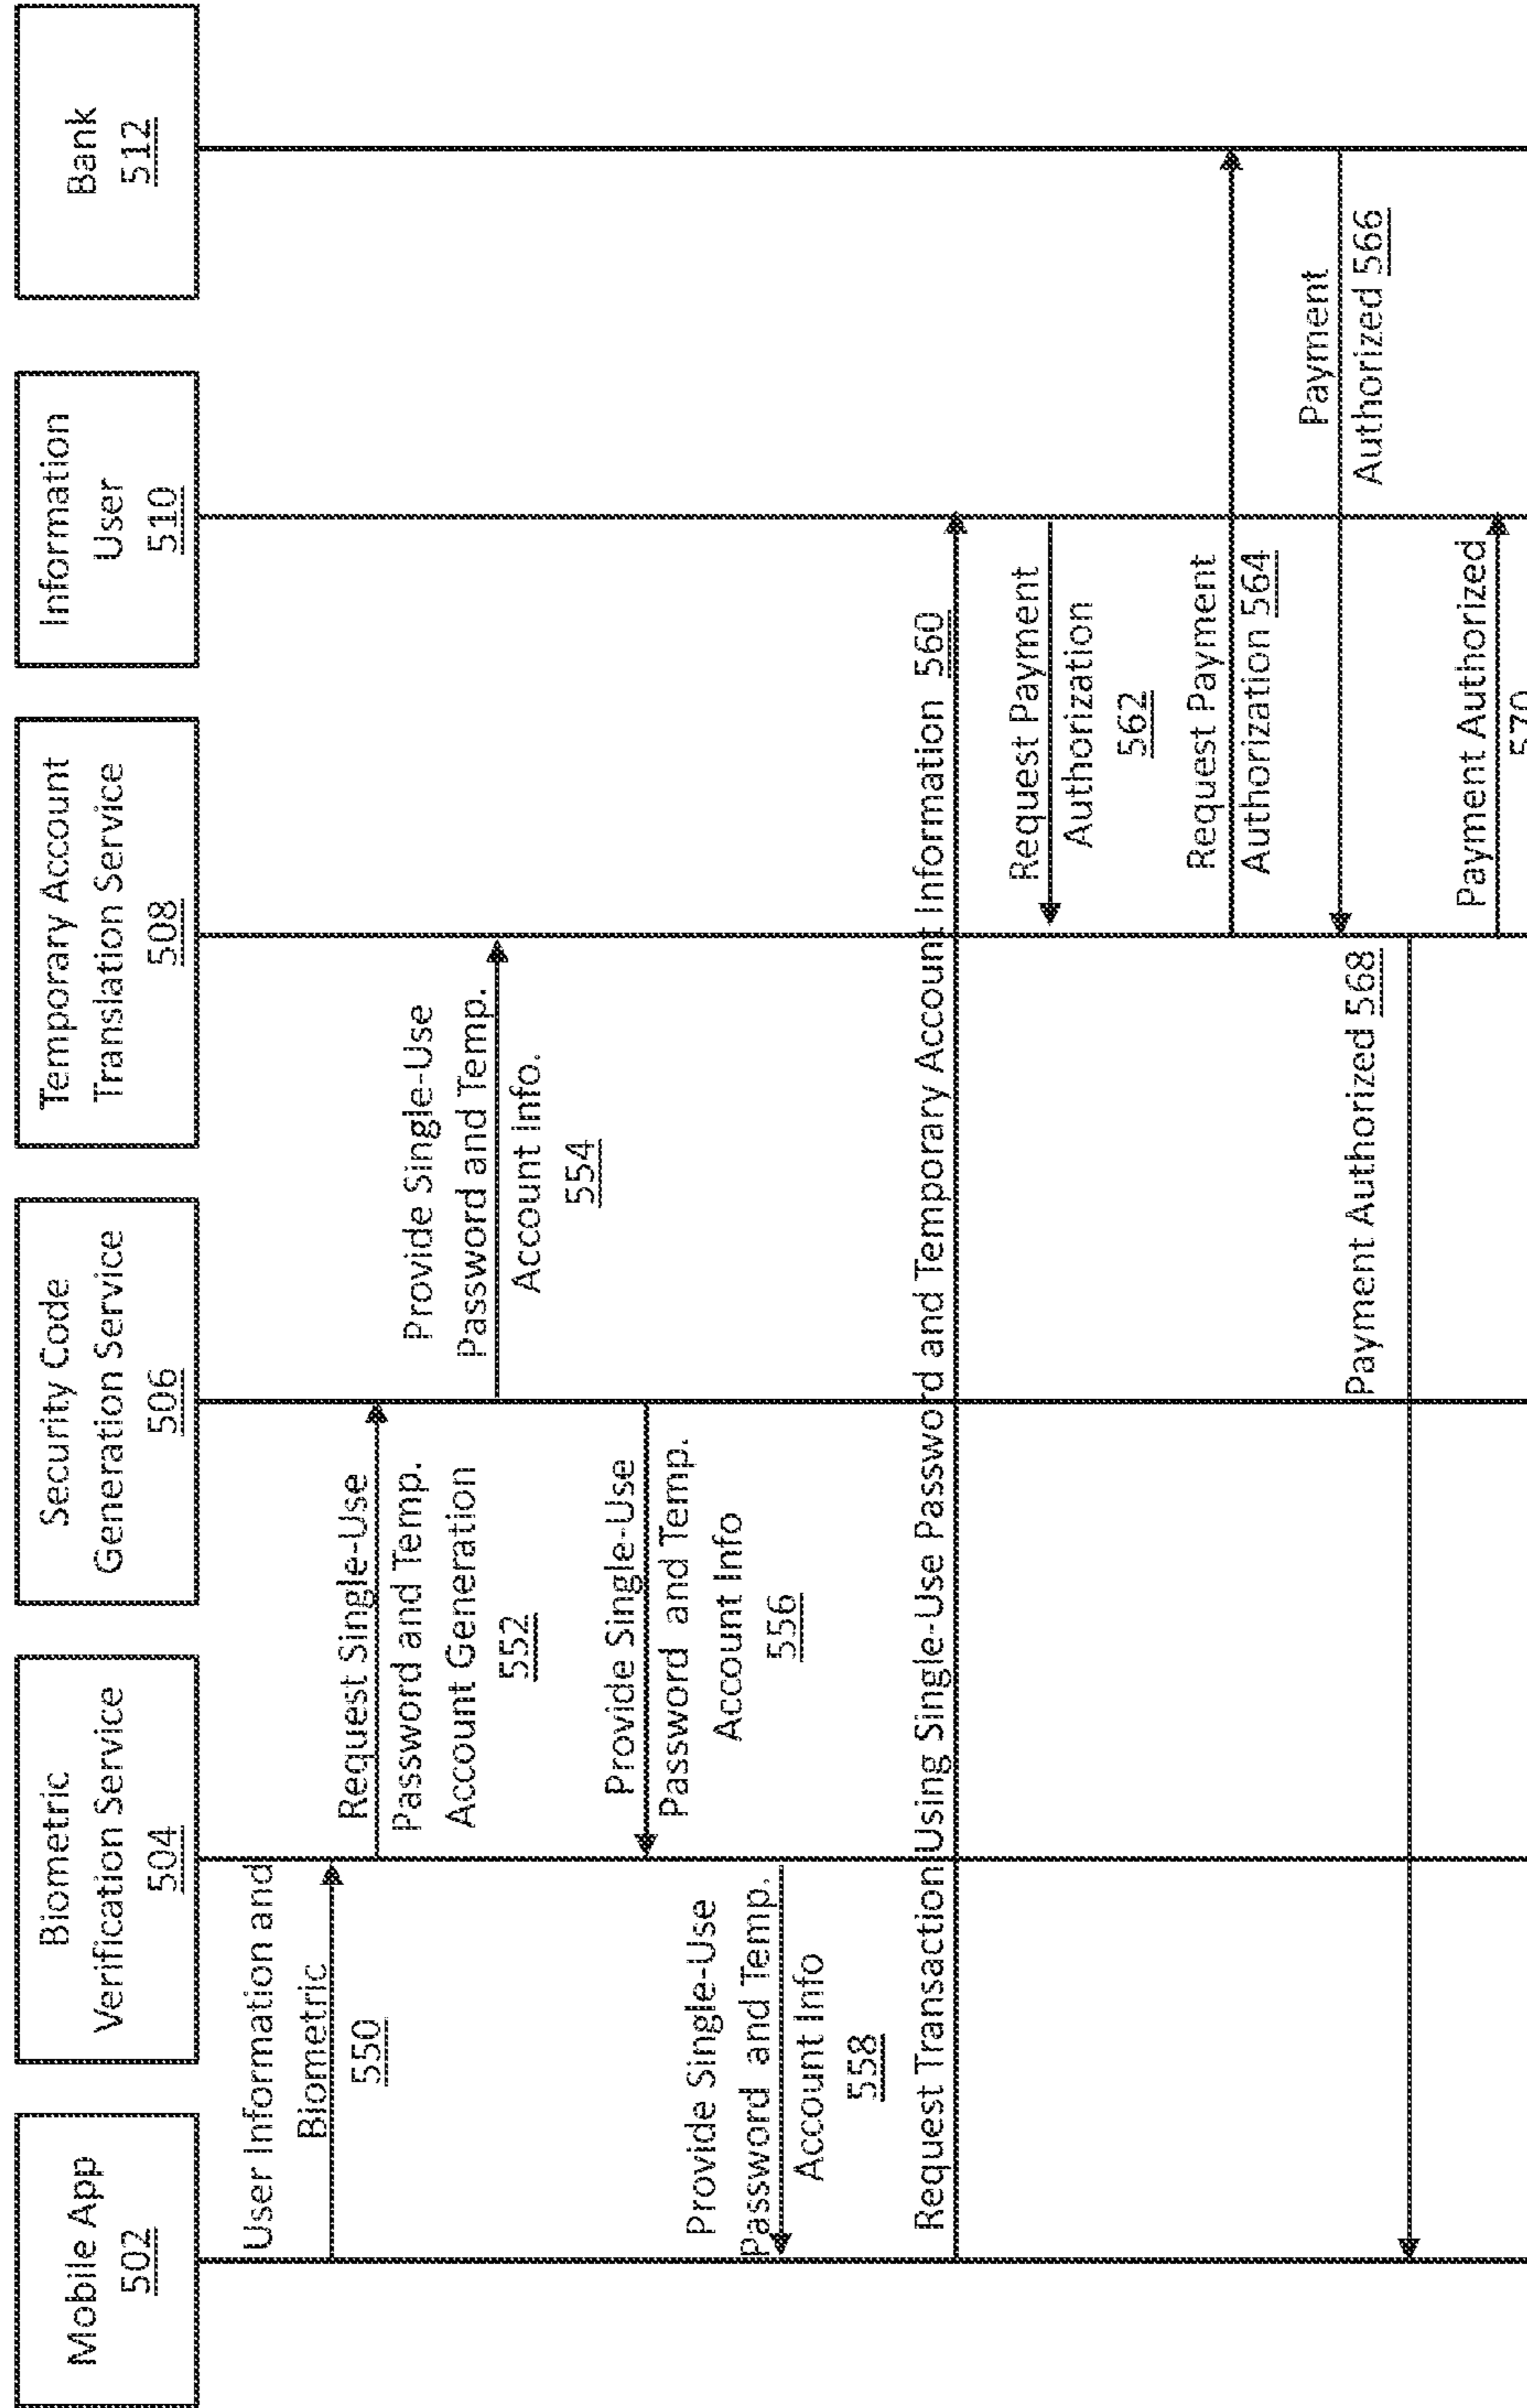 Mobile App
502
Biometric
Verification Service
504
Security Code
Generation Service
506
Temporary Account
Translation Service
508
Information
User
510
Bank
512
User Information and
Biometric
550
Request Single-Use
Password and Temp.
Account Generation
552
Provide Single-Use
Password and Temp.
Account Info.
554
Provide Single-Use
Password and Temp.
Account Info
556
Provide Single-Use
Password and Temp.
Account Info
558
Request Transaction Using Single-Use Password and Temporary Account Information 560
Request Payment
Authorization
562
Request Payment
Authorization 564
Payment
Authorized 566
Payment Authorized 568
Payment Authorized
570